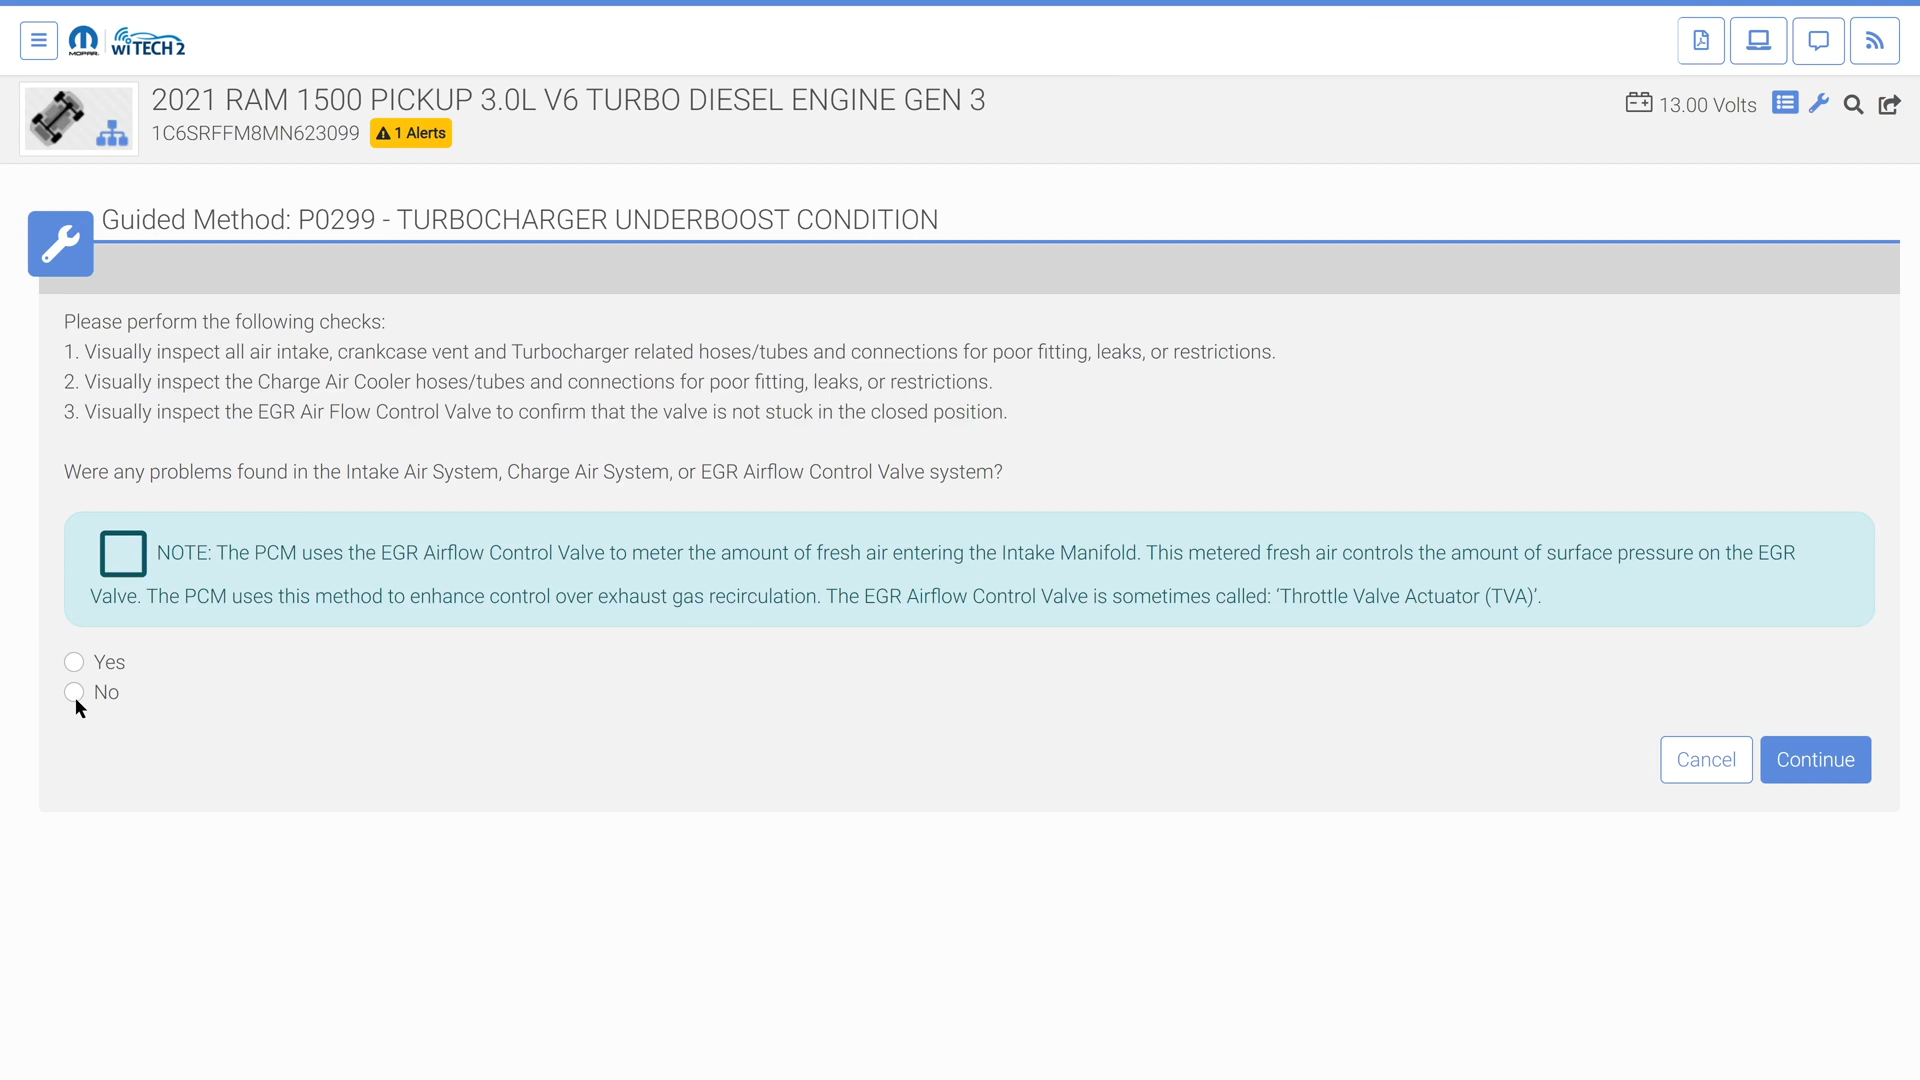 MOPAR
wiTECH 2
2021 RAM 1500 PICKUP 3.0L V6 TURBO DIESEL ENGINE GEN 3
13.00 Volts
1C6SRFFM8MN623099
1 Alerts
Guided Method: P0299 - TURBOCHARGER UNDERBOOST CONDITION
Please perform the following checks:
1. Visually inspect all air intake, crankcase vent and Turbocharger related hoses/tubes and connections for poor fitting, leaks, or restrictions.
2. Visually inspect the Charge Air Cooler hoses/tubes and connections for poor fitting, leaks, or restrictions.
3. Visually inspect the EGR Air Flow Control Valve to confirm that the valve is not stuck in the closed position.
Were any problems found in the Intake Air System, Charge Air System, or EGR Airflow Control Valve system?
NOTE: The PCM uses the EGR Airflow Control Valve to meter the amount of fresh air entering the Intake Manifold. This metered fresh air controls the amount of surface pressure on the EGR
Valve. The PCM uses this method to enhance control over exhaust gas recirculation. The EGR Airflow Control Valve is sometimes called: ‘Throttle Valve Actuator (TVA)’.
Yes
No
Cancel
Continue